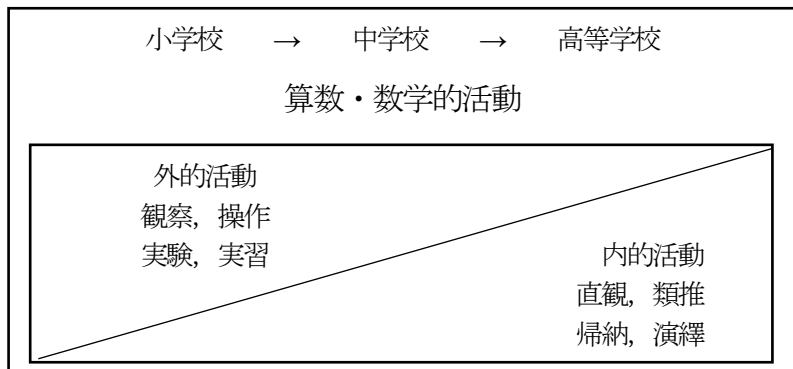 小学校 → 中学校 → 高等学校
算数・数学的活動
外的活動
観察, 操作
実験, 実習
内的活動
直観, 類推
帰納, 演繹